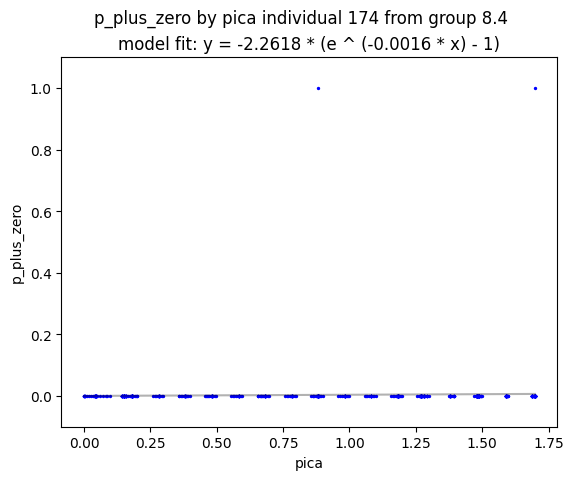 p_plus_zero by pica individual 174 from group 8.4
model fit: y = -2.2618 * (e ^ (-0.0016 * x) - 1)
1.0
0.8
0.6
0.4
0.2
0.0
p_plus_zero
0.00 0.25 0.50 0.75 1.00 1.25 1.50 1.75
pica